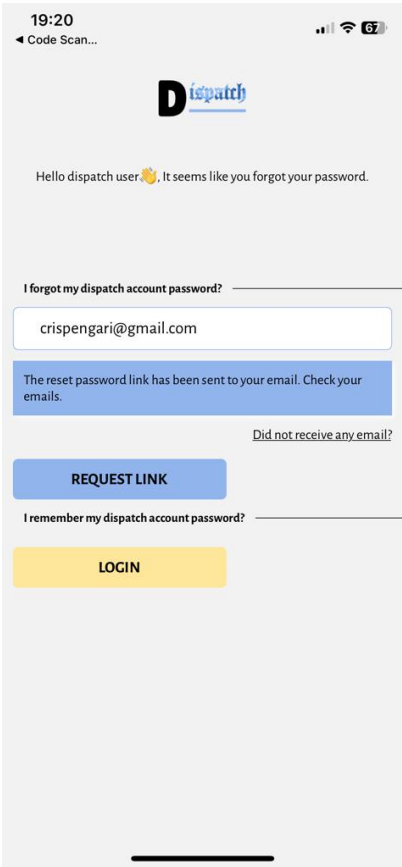 19:20
67
◀ Code Scan...
Dispatch
Hello dispatch user👋, It seems like you forgot your password.
I forgot my dispatch account password?
crispengari@gmail.com
The reset password link has been sent to your email. Check your
emails.
Did not receive any email?
REQUEST LINK
I remember my dispatch account password?
LOGIN